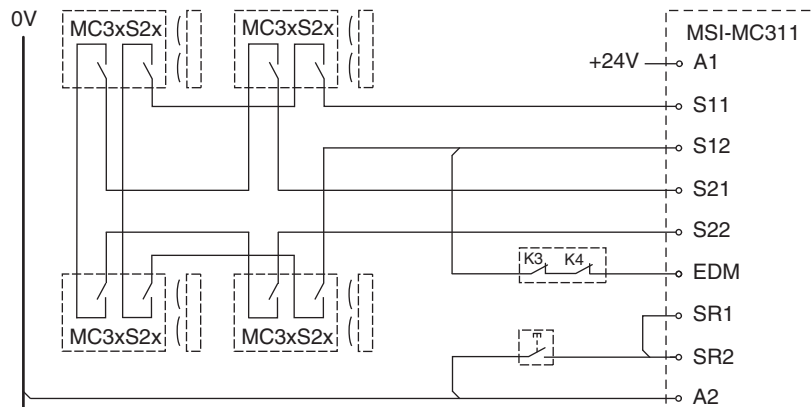 0V
MC3xS2x
MC3xS2x
MSI-MC311
+24V
A1
S11
S12
S21
S22
K3
K4
EDM
SR1
SR2
A2
MC3xS2x
MC3xS2x